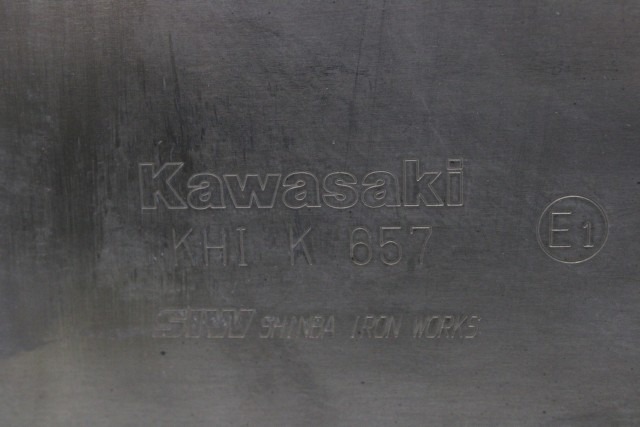 Kawasaki
KHI K 657 E1
SIW SHINBA IRON WORKS